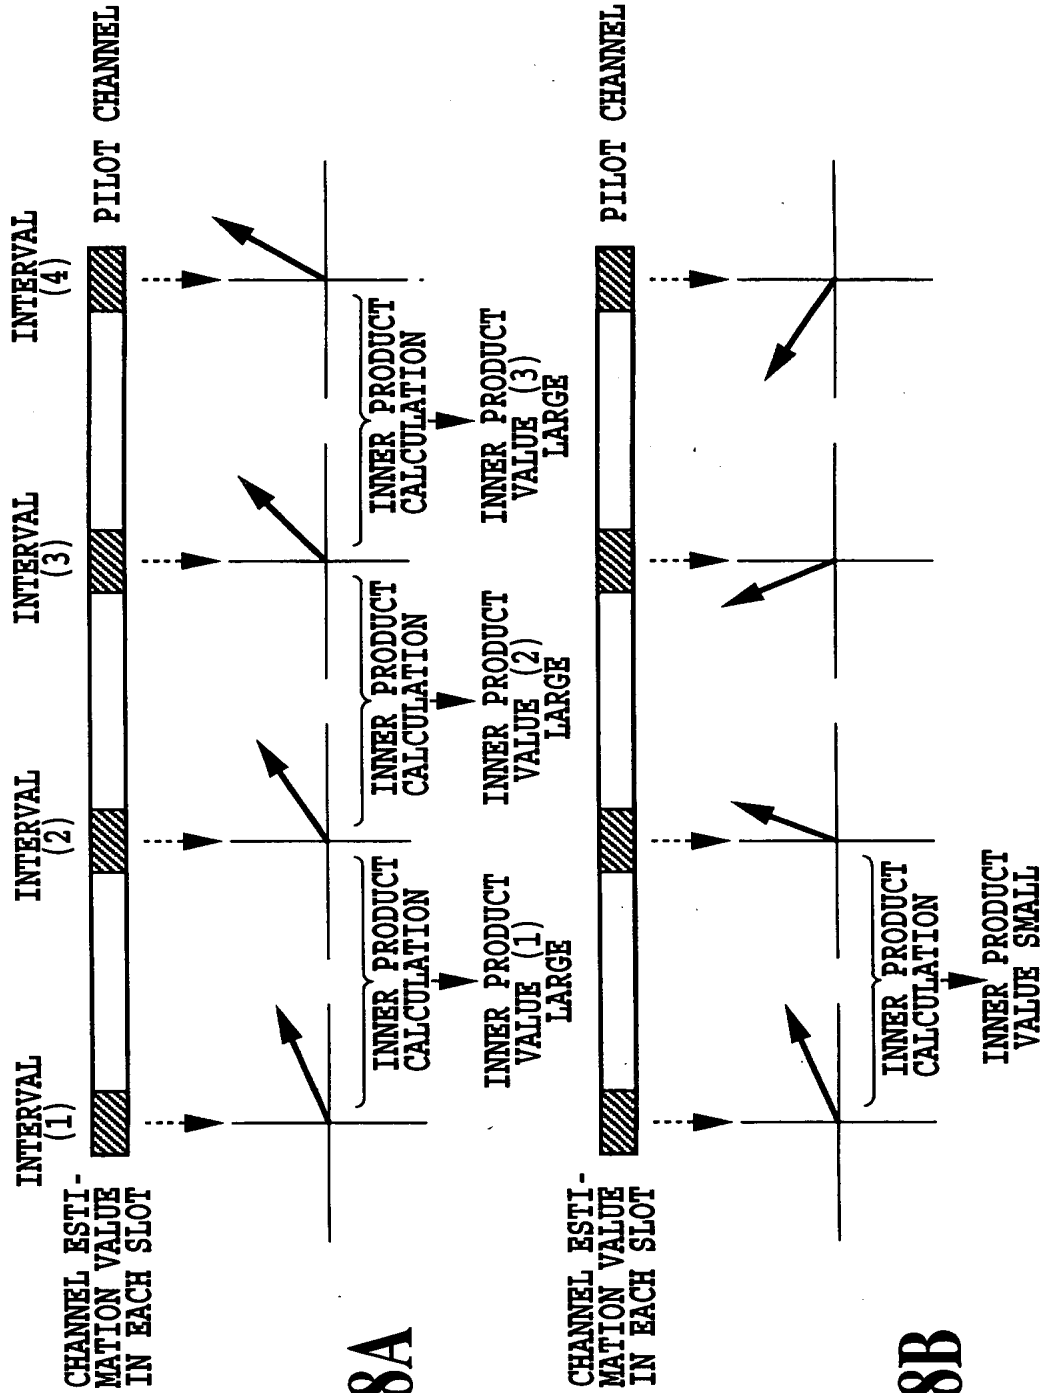 INTERVAL
(1)
INTERVAL
(2)
INTERVAL
(3)
INTERVAL
(4)
CHANNEL ESTI-
MATION VALUE
IN EACH SLOT
PILOT CHANNEL
INNER PRODUCT
CALCULATION
INNER PRODUCT
CALCULATION
INNER PRODUCT
CALCULATION
INNER PRODUCT
VALUE (1)
LARGE
INNER PRODUCT
VALUE (2)
LARGE
INNER PRODUCT
VALUE (3)
LARGE
8A
CHANNEL ESTI-
MATION VALUE
IN EACH SLOT
PILOT CHANNEL
INNER PRODUCT
CALCULATION
INNER PRODUCT
VALUE SMALL
8B